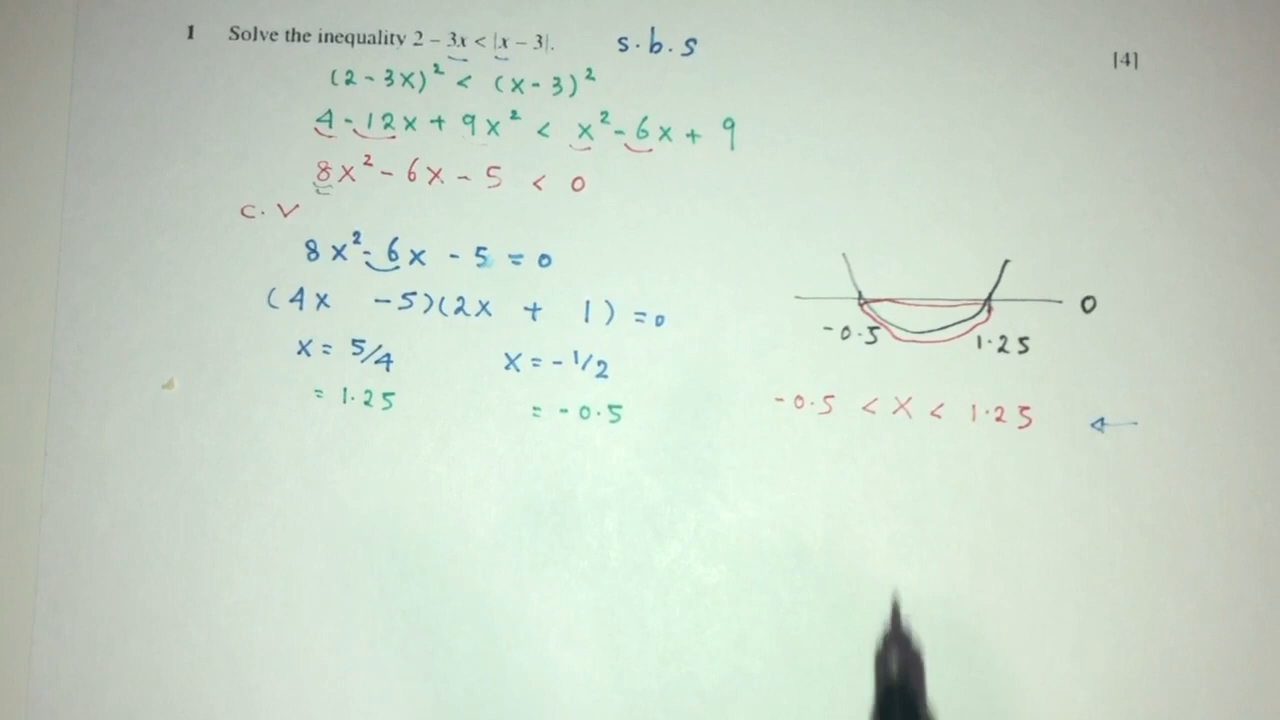 1 Solve the inequality 2 – 3x < |x – 3|. s.b.s [4]
(2 - 3x)² < (x - 3)²
4 - 12x + 9x² < x² - 6x + 9
8x² - 6x - 5 < 0
C.V
8x² - 6x - 5 = 0
(4x - 5)(2x + 1) = 0
x = 5/4 x = -1/2
= 1.25 = -0.5
0
-0.5 1.25
-0.5 < x < 1.25